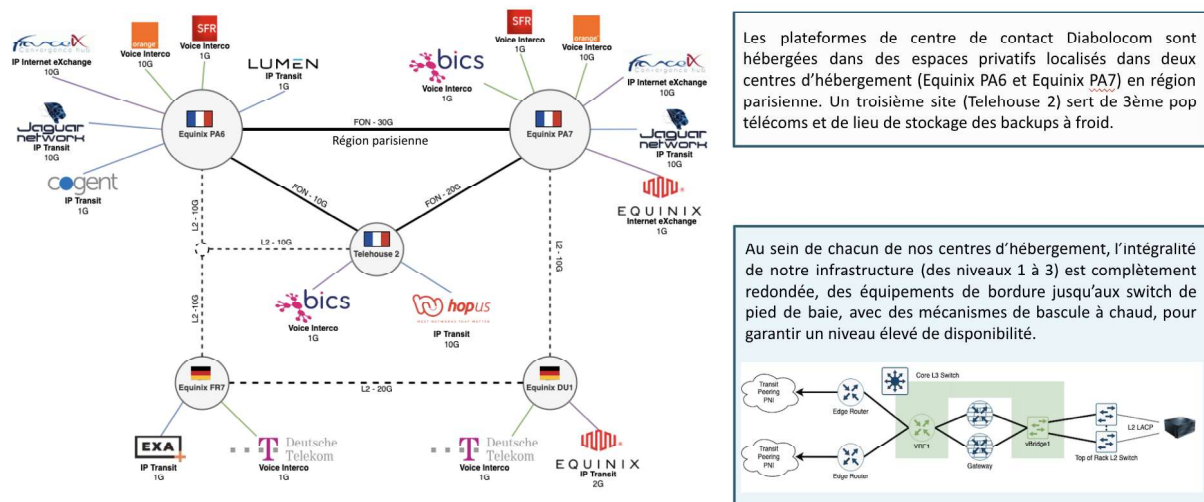 franceIX
Convergence hub
IP Internet eXchange
10G
orange
Voice Interco
10G
SFR
Voice Interco
1G
LUMEN
IP Transit
1G
Jaguar
network
IP Transit
10G
cogent
IP Transit
1G
Equinix PA6
FON - 30G
Région parisienne
Equinix PA7
bics
Voice Interco
1G
SFR
Voice Interco
1G
orange
Voice Interco
10G
franceIX
Convergence hub
IP Internet eXchange
10G
Jaguar
network
IP Transit
10G
EQUINIX
Internet eXchange
1G
FON - 10G
FON - 20G
L2 - 10G
L2 - 10G
L2 - 10G
L2 -10G
Telehouse 2
bics
Voice Interco
1G
hopus
IP Transit
10G
Equinix FR7
L2 - 20G
Equinix DU1
EXA
IP Transit
1G
Deutsche
Telekom
Voice Interco
1G
Deutsche
Telekom
Voice Interco
1G
EQUINIX
IP Transit
2G
Les plateformes de centre de contact Diabolocom sont
hébergées dans des espaces privatifs localisés dans deux
centres d'hébergement (Equinix PA6 et Equinix PA7) en région
parisienne. Un troisième site (Telehouse 2) sert de 3ème pop
télécoms et de lieu de stockage des backups à froid.
Au sein de chacun de nos centres d'hébergement, l'intégralité
de notre infrastructure (des niveaux 1 à 3) est complètement
redondée, des équipements de bordure jusqu'aux switch de
pied de baie, avec des mécanismes de bascule à chaud, pour
garantir un niveau élevé de disponibilité.
Transit
Peering
PNI
Edge Router
Core L3 Switch
Gateway
vBridge1
L2 LACP
Top of Rack L2 Switch
Transit
Peering
PNI
Edge Router